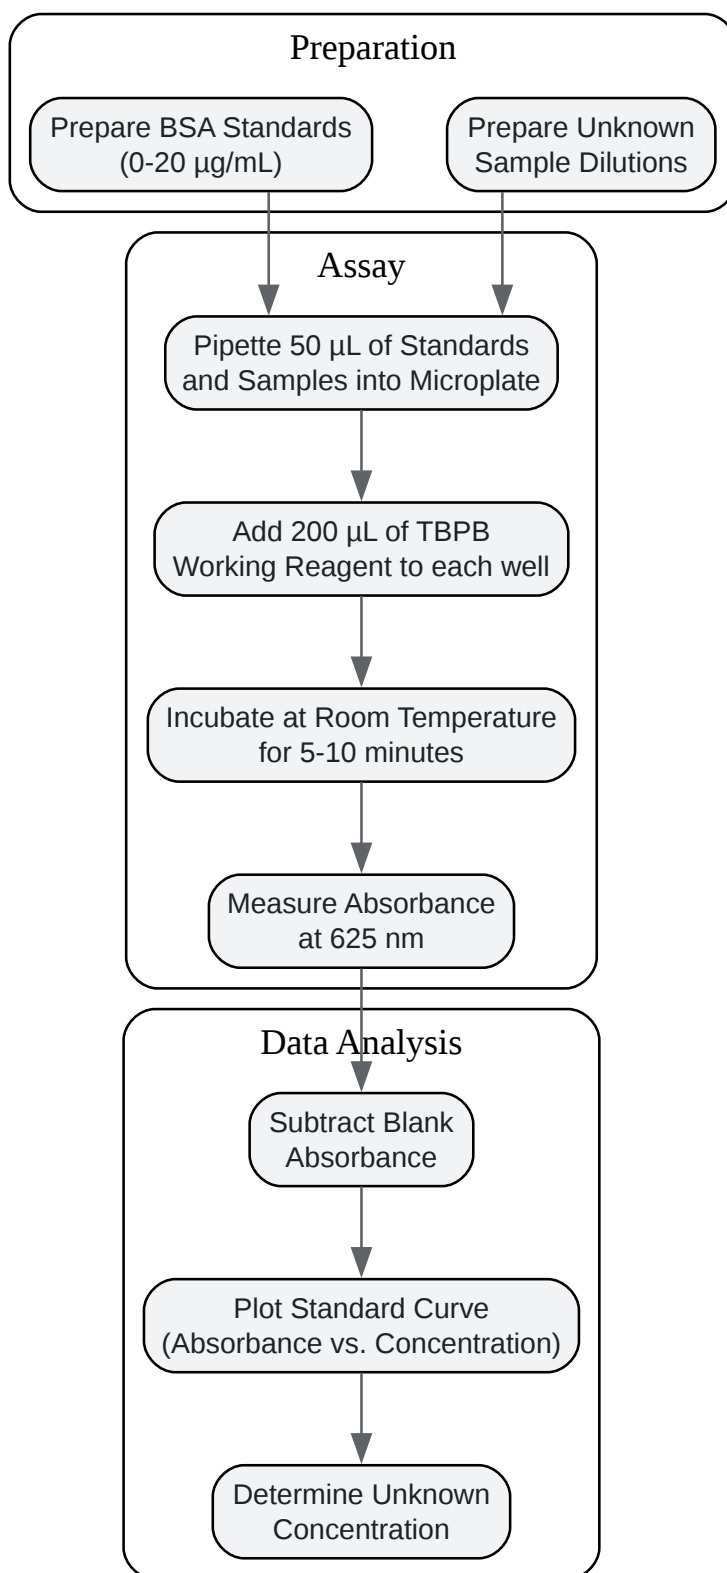 Preparation
Prepare BSA Standards
(0-20 µg/mL)
Prepare Unknown
Sample Dilutions
Assay
Pipette 50 µL of Standards
and Samples into Microplate
Add 200 µL of TBPB
Working Reagent to each well
Incubate at Room Temperature
for 5-10 minutes
Measure Absorbance
at 625 nm
Data Analysis
Subtract Blank
Absorbance
Plot Standard Curve
(Absorbance vs. Concentration)
Determine Unknown
Concentration